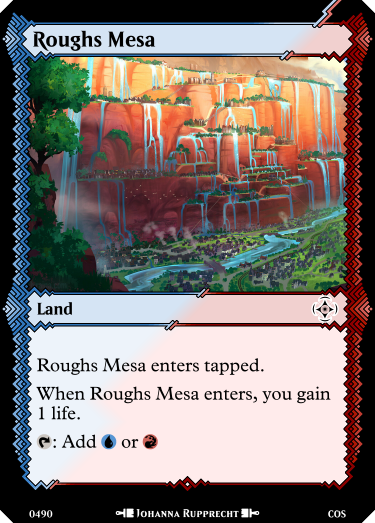 Roughs Mesa
Land
Roughs Mesa enters tapped.
When Roughs Mesa enters, you gain
1 life.
: Add or
0490 Johanna Rupprecht COS